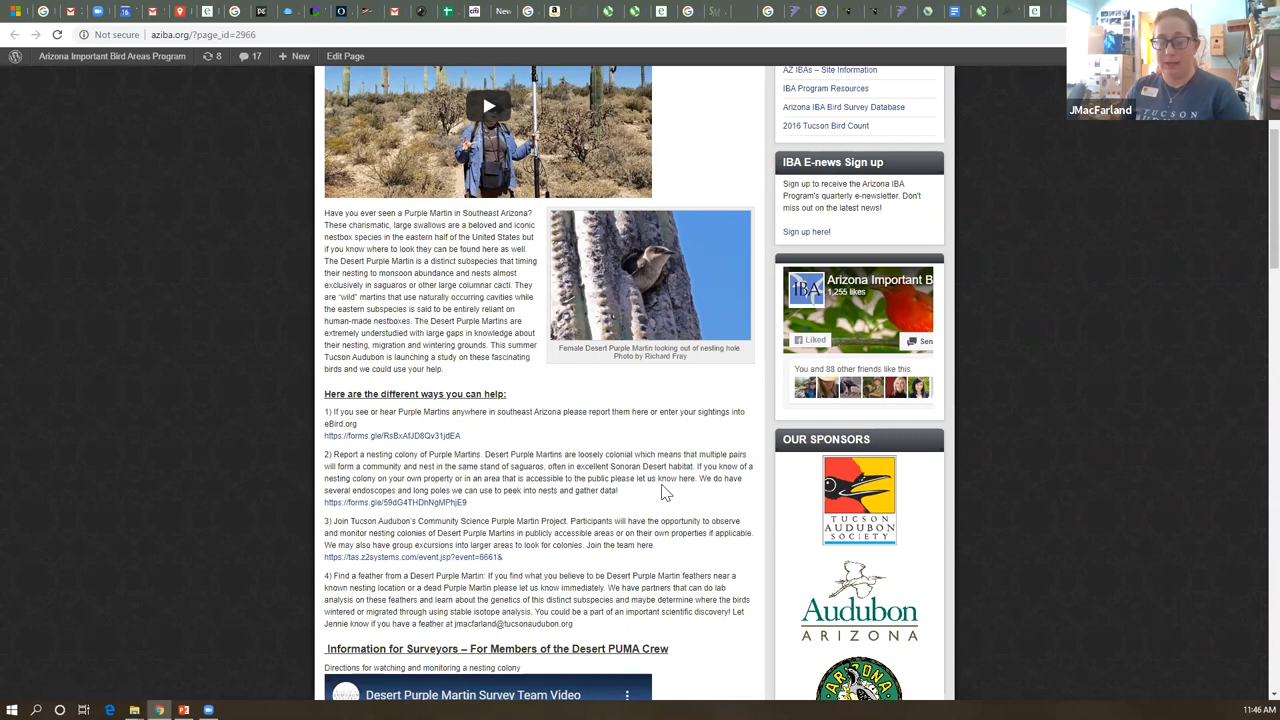 Not secure
aziba.org/?page_id=2966
Arizona Important Bird Areas Program
8
17
+ New
Edit Page
JMacFarland
Have you ever seen a Purple Martin in Southeast Arizona?
These charismatic, large swallows are a beloved and iconic
nestbox species in the eastern half of the United States but
if you know where to look they can be found here as well.
The Desert Purple Martin is a distinct subspecies that timing
their nesting to monsoon abundance and nests almost
exclusively in saguaros or other large columnar cacti. They
are "wild" martins that use naturally occurring cavities while
the eastern subspecies is said to be entirely reliant on
human-made nestboxes. The Desert Purple Martins are
extremely understudied with large gaps in knowledge about
their nesting, migration and wintering grounds. This summer
Tucson Audubon is launching a study on these fascinating
birds and we could use your help.
Female Desert Purple Martin looking out of nesting hole.
Photo by Richard Fray
Here are the different ways you can help:
1) If you see or hear Purple Martins anywhere in southeast Arizona please report them here or enter your sightings into
eBird.org
https://forms.gle/RsBxAfJD8Qv31jdEA
2) Report a nesting colony of Purple Martins. Desert Purple Martins are loosely colonial which means that multiple pairs
will form a community and nest in the same stand of saguaros, often in excellent Sonoran Desert habitat. If you know of a
nesting colony on your own property or in an area that is accessible to the public please let us know here. We do have
several endoscopes and long poles we can use to peek into nests and gather data!
https://forms.gle/59dG4THDhNgMPhjE9
3) Join Tucson Audubon's Community Science Purple Martin Project. Participants will have the opportunity to observe
and monitor nesting colonies of Desert Purple Martins in publicly accessible areas or on their own properties if applicable.
We may also have group excursions into larger areas to look for colonies. Join the team here.
https://tas.z2systems.com/event.jsp?event=6661&
4) Find a feather from a Desert Purple Martin: If you find what you believe to be Desert Purple Martin feathers near a
known nesting location or a dead Purple Martin please let us know immediately. We have partners that can do lab
analysis on these feathers and learn about the genetics of this distinct subspecies and maybe determine where the birds
wintered or migrated through using stable isotope analysis. You could be a part of an important scientific discovery! Let
Jennie know if you have a feather at jmacfarland@tucsonaudubon.org
Information for Surveyors – For Members of the Desert PUMA Crew
Directions for watching and monitoring a nesting colony
Desert Purple Martin Survey Team Video
AZ IBAs – Site Information
IBA Program Resources
Arizona IBA Bird Survey Database
2016 Tucson Bird Count
IBA E-news Sign up
Sign up to receive the Arizona IBA
Program's quarterly e-newsletter. Don't
miss out on the latest news!
Sign up here!
IBA
Arizona Important B
1,255 likes
Liked
Sen
You and 88 other friends like this
OUR SPONSORS
TUCSON
AUDUBON
SOCIETY
Audubon
ARIZONA
ARIZONA
11:46 AM